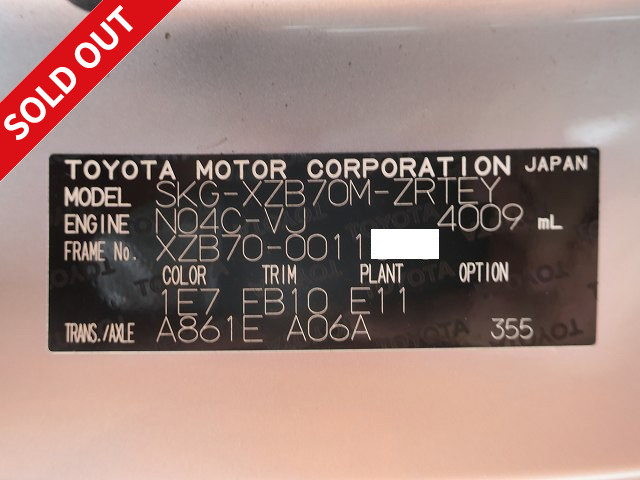 SOLD OUT
TOYOTA MOTOR CORPORATION JAPAN
MODEL SKG-XZB70M-ZRTEY
ENGINE N04C-VJ 4009 mL
FRAME No. XZB70-0011
COLOR TRIM PLANT OPTION
1E7 FB10 E11
TRANS./AXLE A861E A06A 355